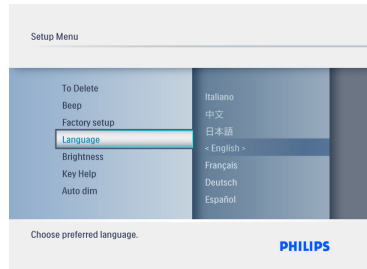 Setup Menu
To Delete
Beep
Factory setup
Language
Brightness
Key Help
Auto dim
Italiano
中文
日本語
< English >
Français
Deutsch
Español
Choose preferred language.
PHILIPS